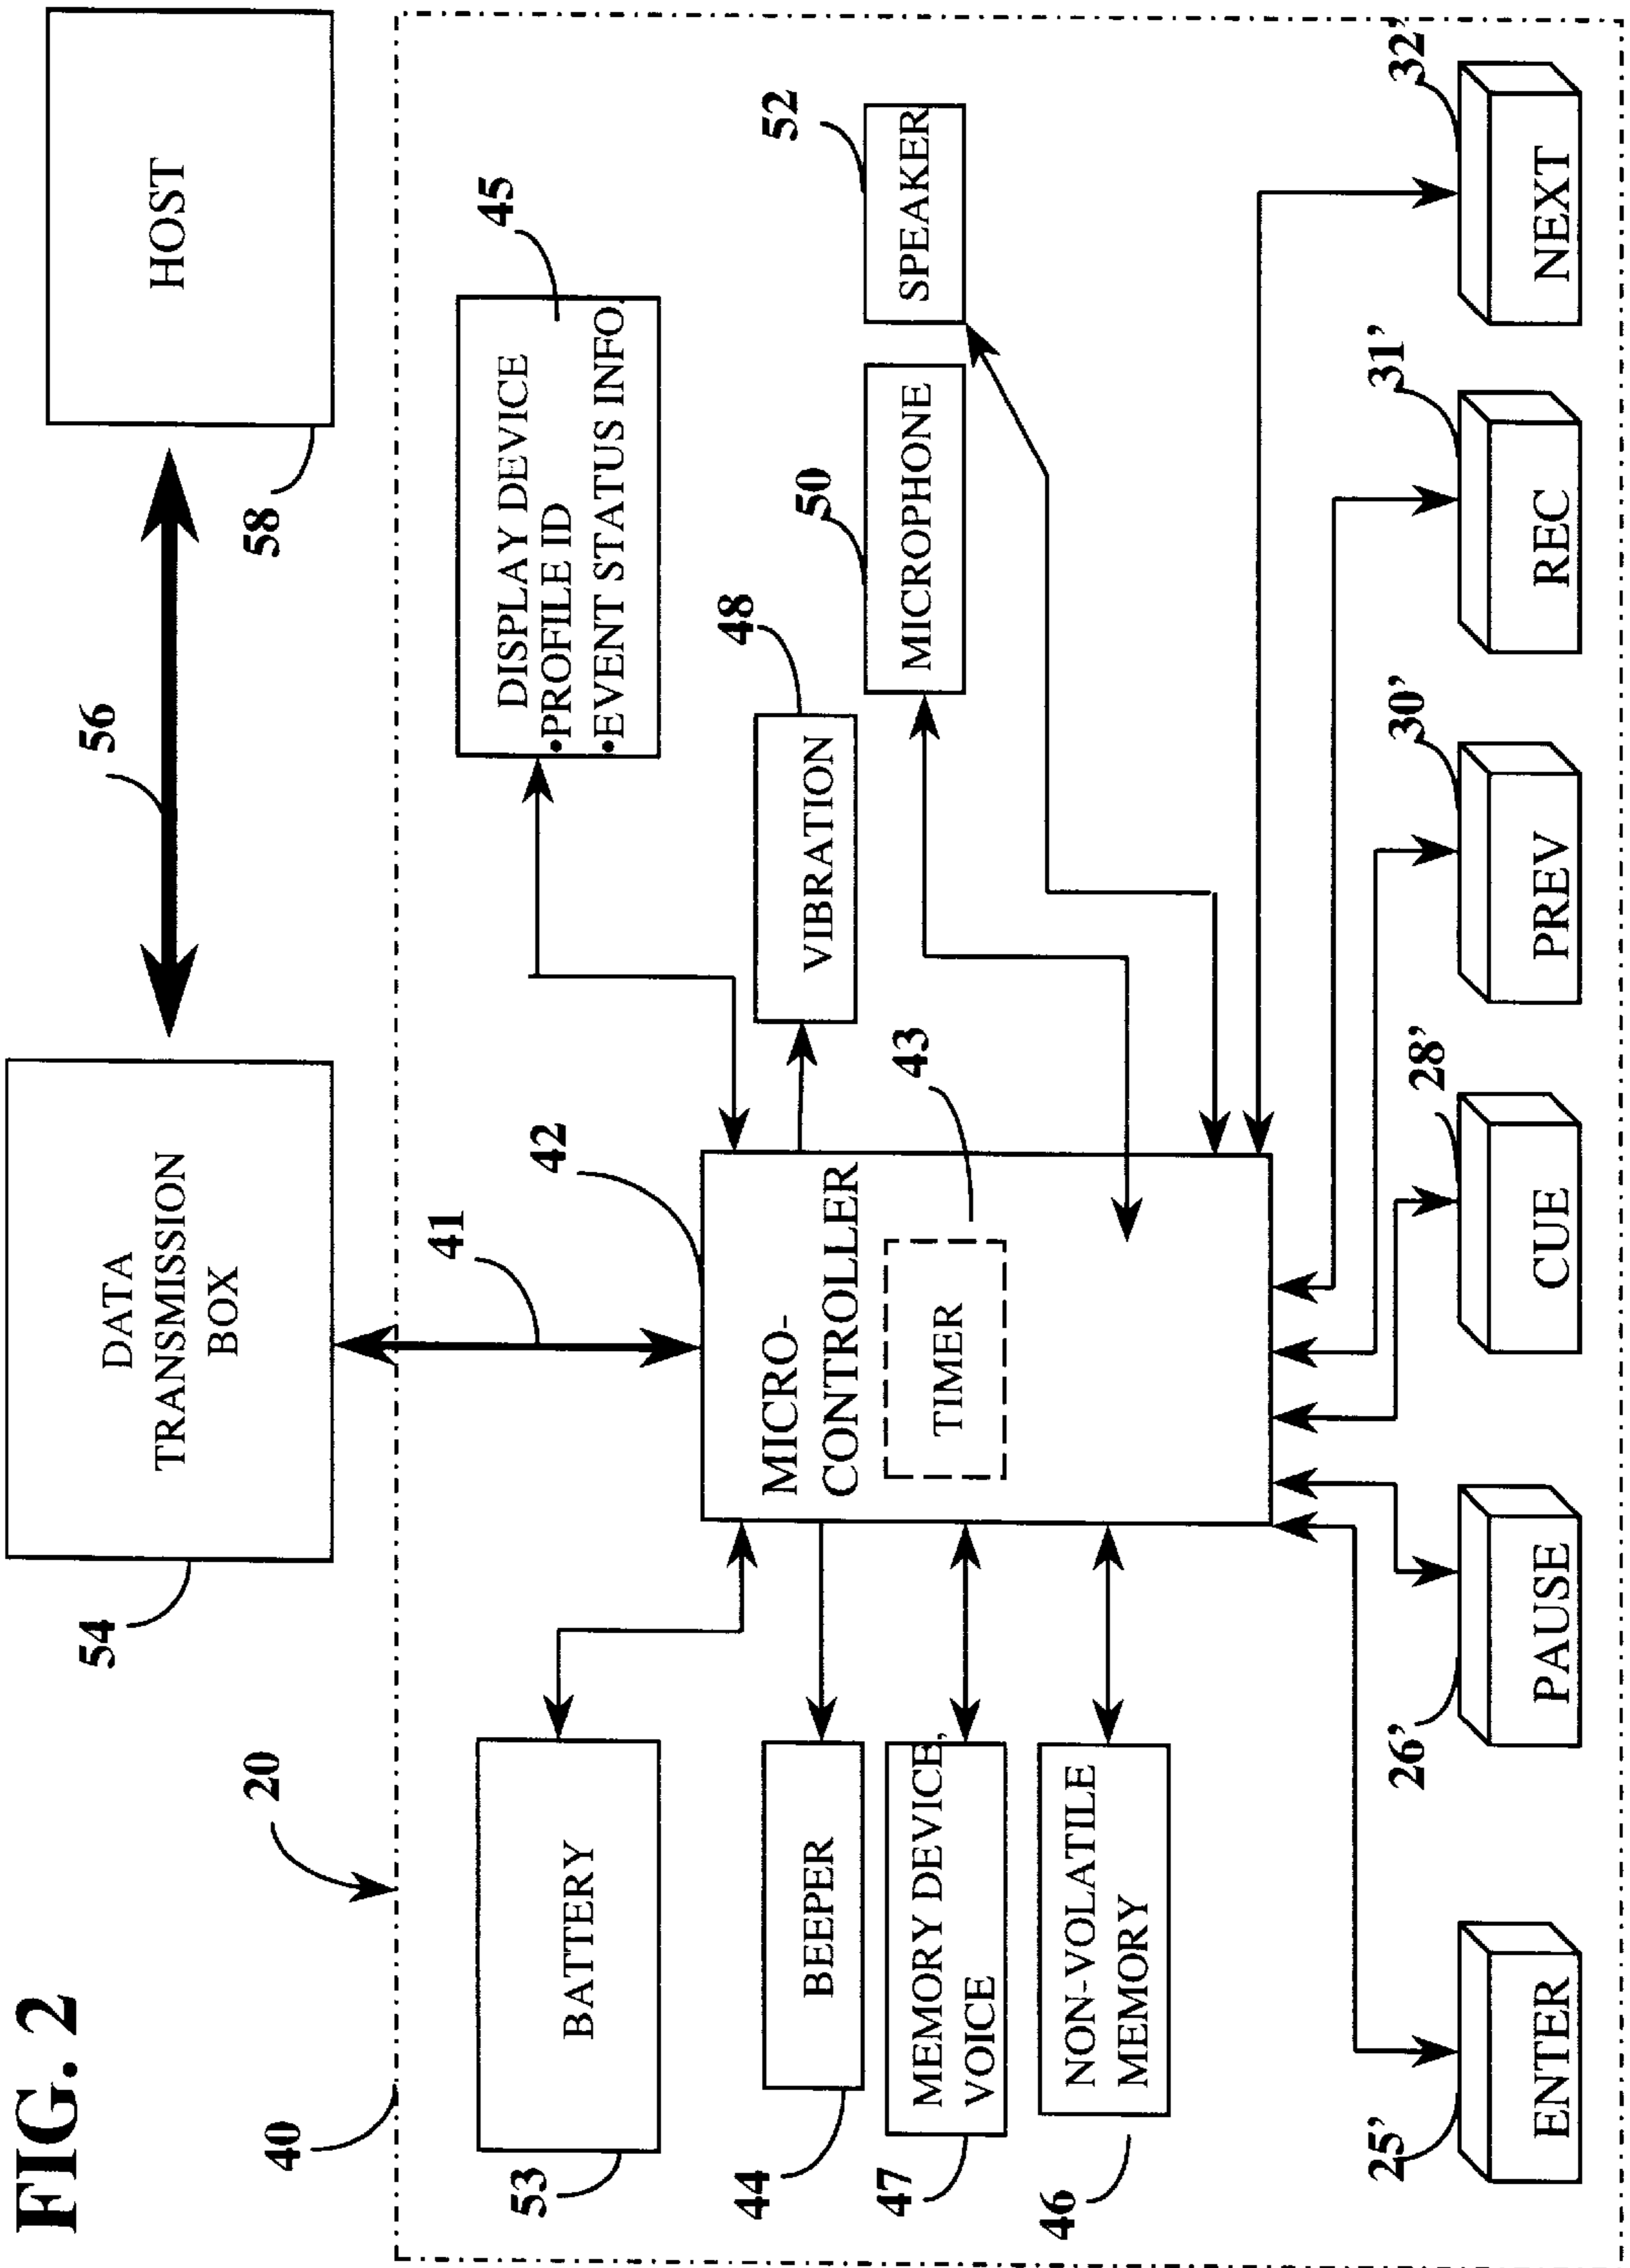 FIG. 2
54
DATA
TRANSMISSION
BOX
56
HOST
58
40
20
41
53
BATTERY
42
DISPLAY DEVICE
•PROFILE ID
•EVENT STATUS INFO.
45
44
BEEPER
MICRO-
CONTROLLER
VIBRATION
48
47
MEMORY DEVICE,
VOICE
TIMER
43
50
MICROPHONE
52
SPEAKER
46
NON-VOLATILE
MEMORY
25’
ENTER
26’
PAUSE
28’
CUE
30’
PREV
31’
REC
32’
NEXT